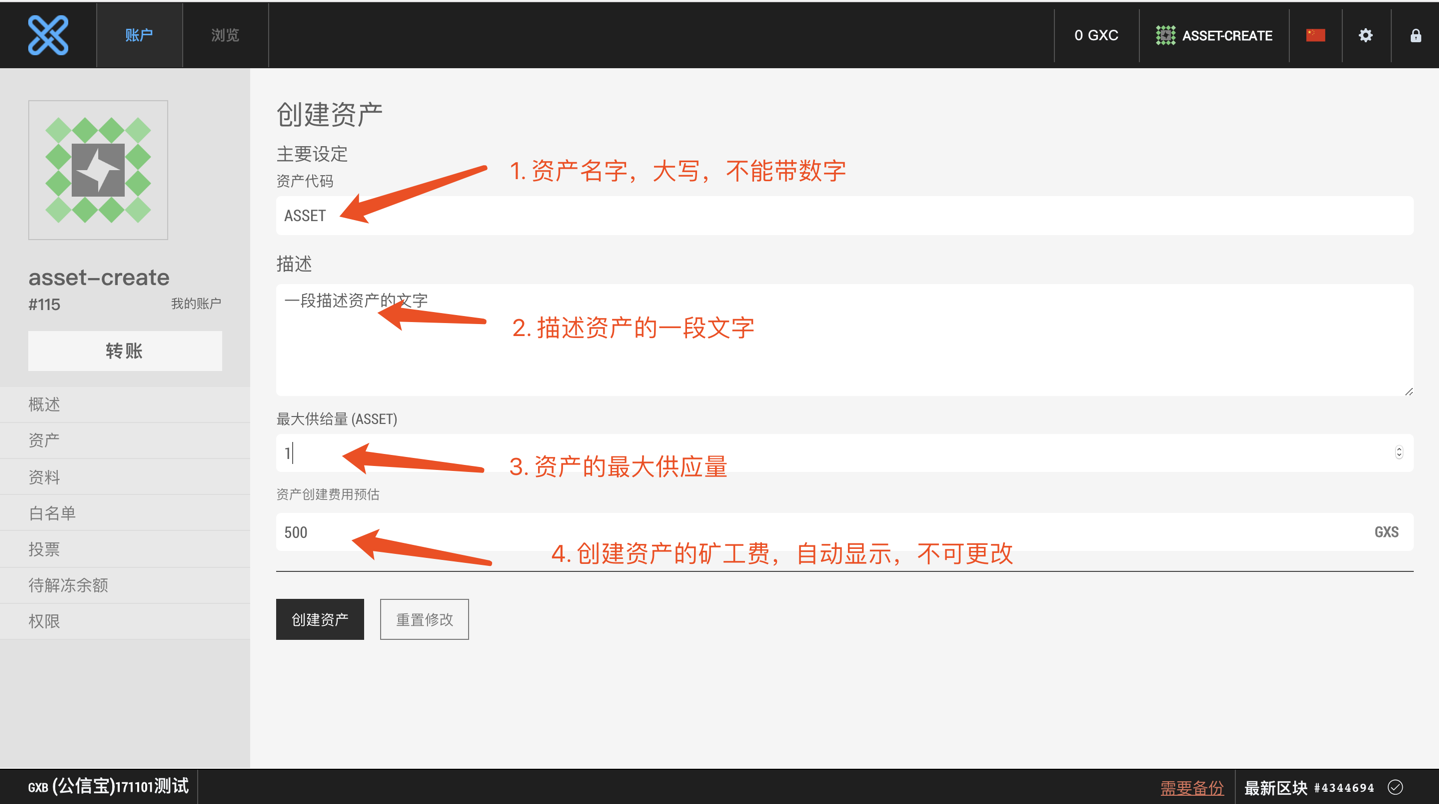 账户
浏览
0 GXC
ASSET-CREATE
asset-create
#115
我的账户
转账
概述
资产
资料
白名单
投票
待解冻余额
权限
创建资产
主要设定
资产代码
1. 资产名字，大写，不能带数字
ASSET
描述
一段描述资产的文字
2. 描述资产的一段文字
最大供给量 (ASSET)
1
3. 资产的最大供应量
资产创建费用预估
500
GXS
4. 创建资产的矿工费，自动显示，不可更改
创建资产
重置修改
GXB (公信宝)171101测试
需要备份
最新区块 #4344694